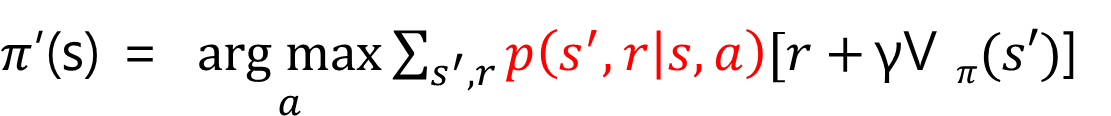 π′(s) = arg max ∑s′,r p(s′, r|s, a)[r + γV π(s′)]
a